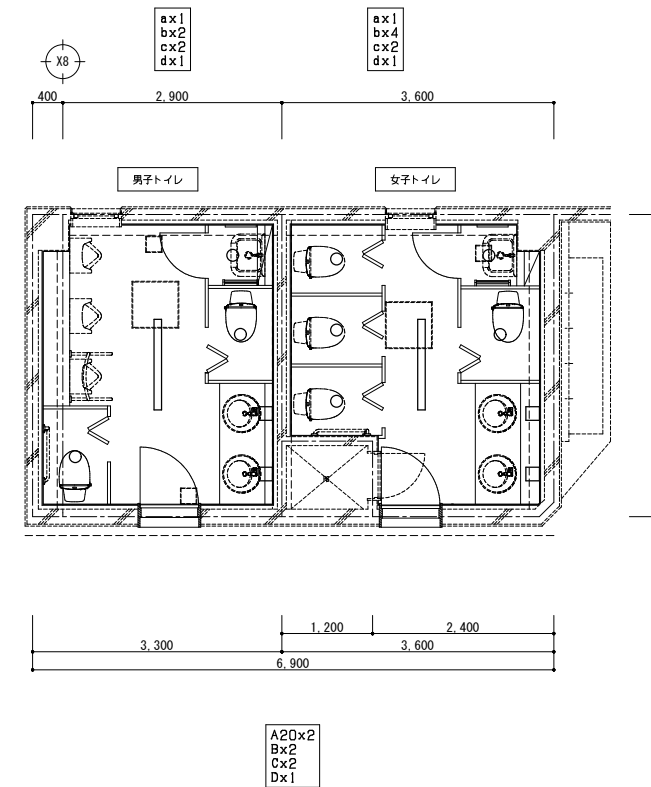 ax1
bx2
cx2
dx1
ax1
bx4
cx2
dx1
X8
400
2,900
3,600
男子トイレ
女子トイレ
1,200
2,400
3,300
3,600
6,900
A20x2
Bx2
Cx2
Dx1